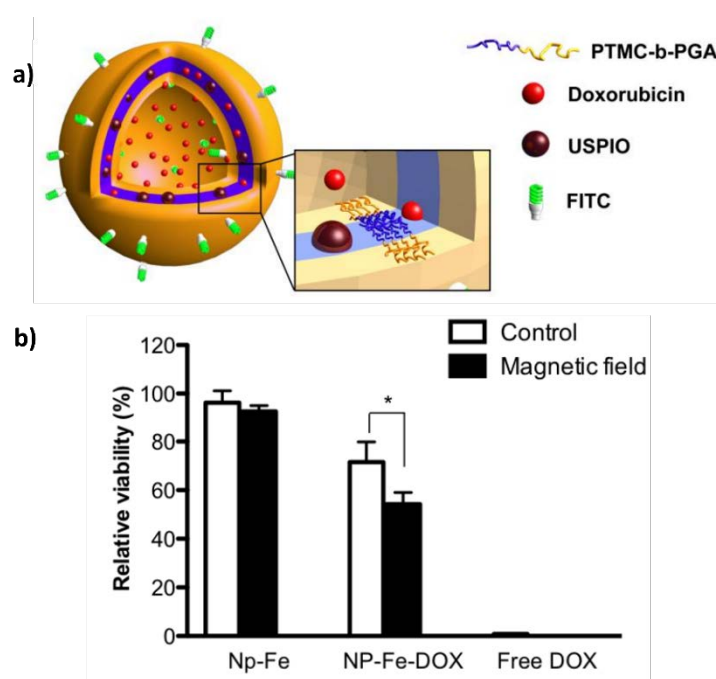 a)
PTMC-b-PGA
Doxorubicin
USPIO
FITC
b)
Control
Magnetic field
Relative viability (%)
120
100
80
60
40
20
0
*
Np-Fe NP-Fe-DOX Free DOX